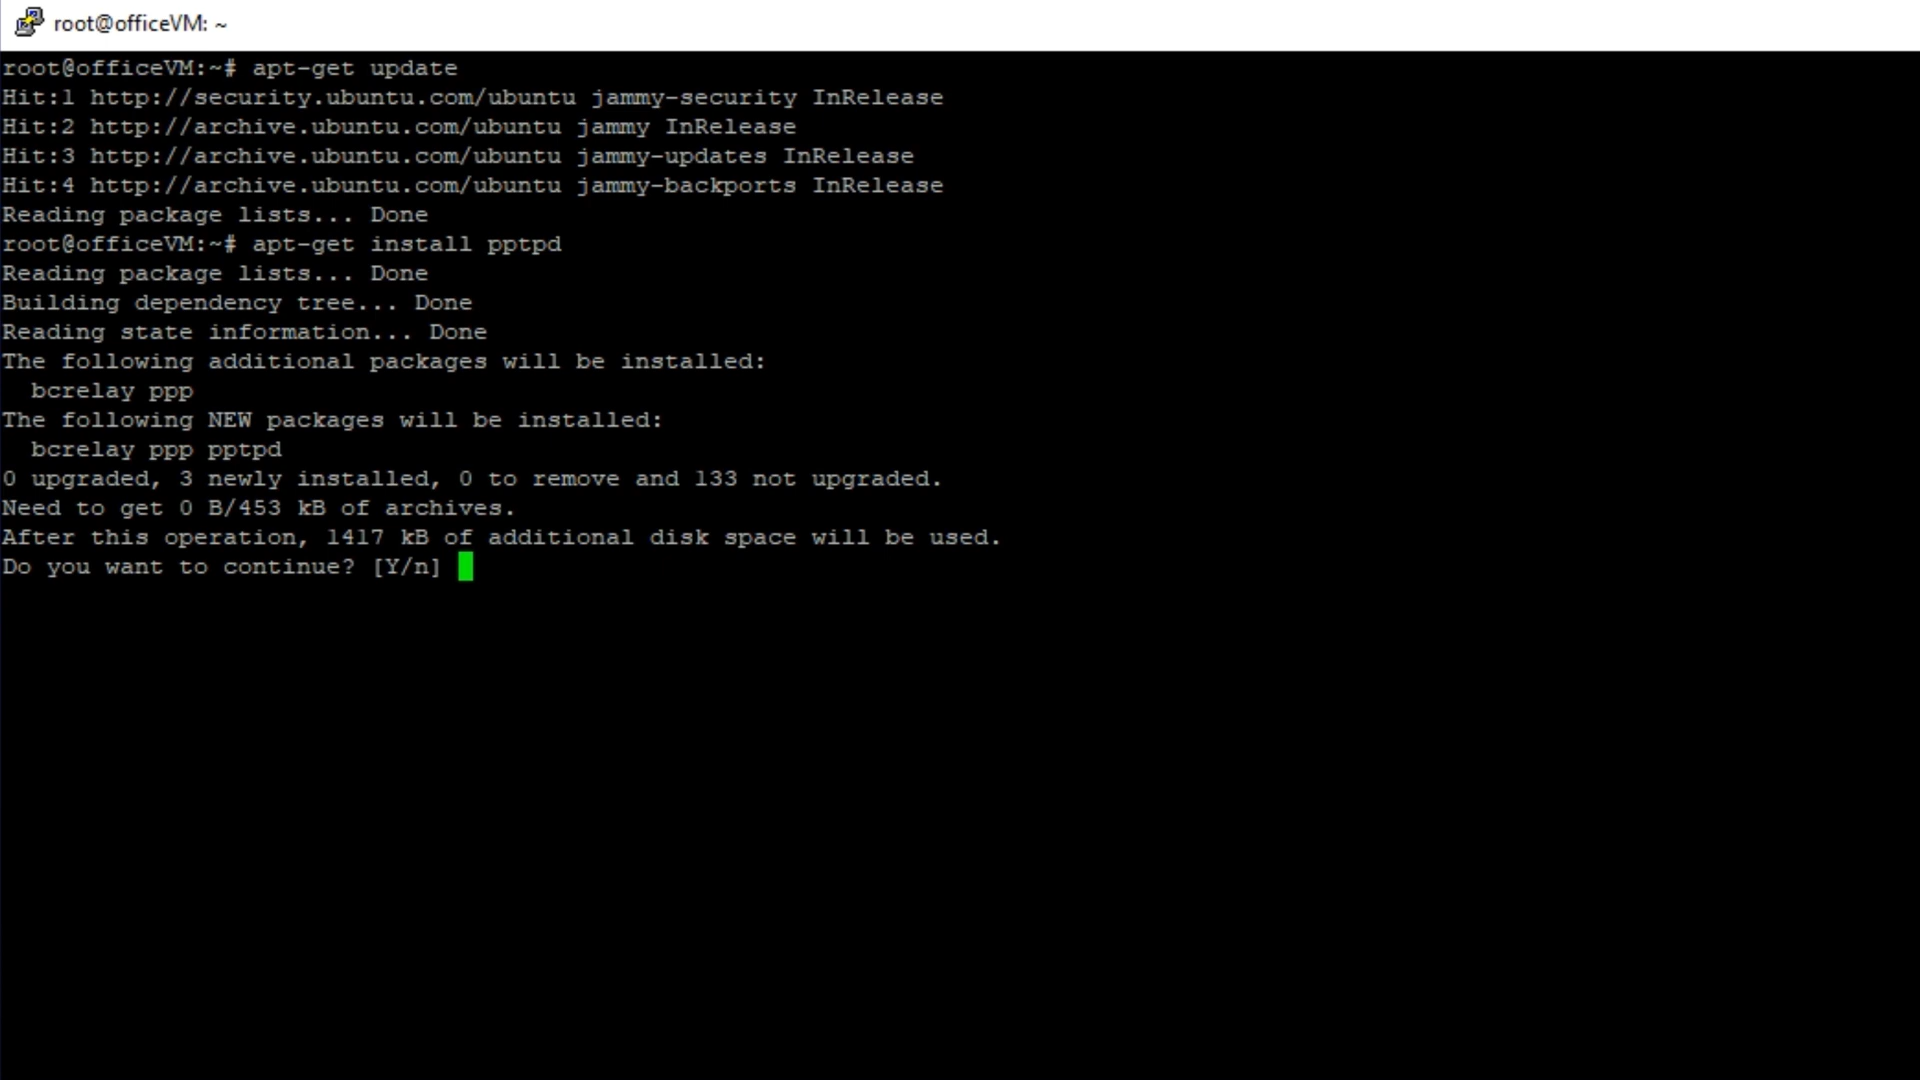 root@officeVM: ~
root@officeVM:~# apt-get update
Hit:1 http://security.ubuntu.com/ubuntu jammy-security InRelease
Hit:2 http://archive.ubuntu.com/ubuntu jammy InRelease
Hit:3 http://archive.ubuntu.com/ubuntu jammy-updates InRelease
Hit:4 http://archive.ubuntu.com/ubuntu jammy-backports InRelease
Reading package lists... Done
root@officeVM:~# apt-get install pptpd
Reading package lists... Done
Building dependency tree... Done
Reading state information... Done
The following additional packages will be installed:
  bcrelay ppp
The following NEW packages will be installed:
  bcrelay ppp pptpd
0 upgraded, 3 newly installed, 0 to remove and 133 not upgraded.
Need to get 0 B/453 kB of archives.
After this operation, 1417 kB of additional disk space will be used.
Do you want to continue? [Y/n]